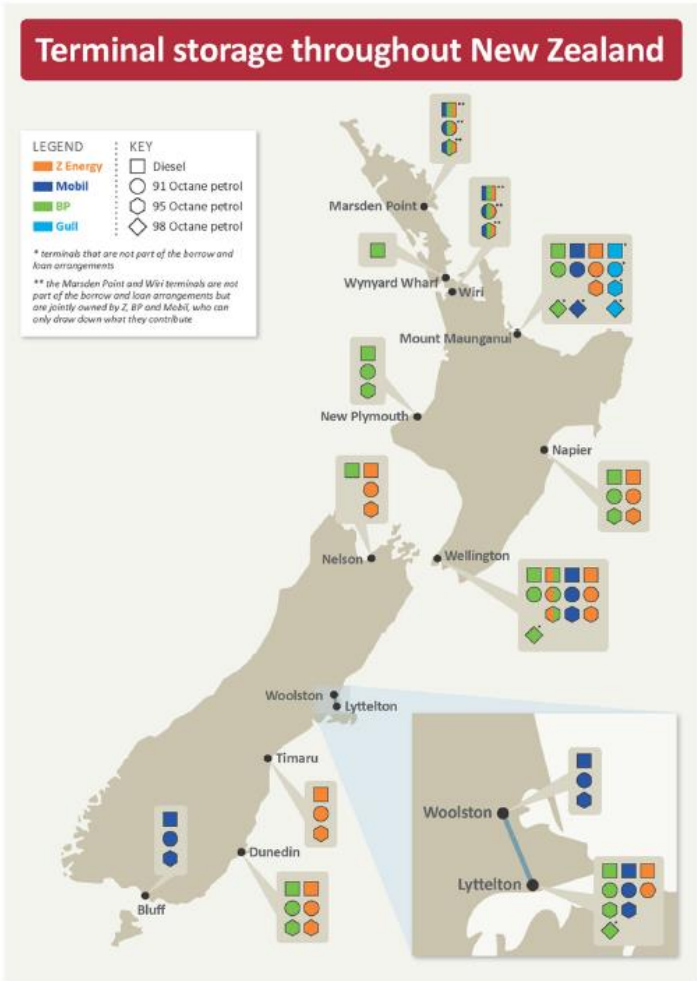 Terminal storage throughout New Zealand
LEGEND
Z Energy
Mobil
BP
Gull
KEY
Diesel
91 Octane petrol
95 Octane petrol
98 Octane petrol
* terminals that are not part of the borrow and
loan arrangements
** the Marsden Point and Wiri terminals are not
part of the borrow and loan arrangements but
are jointly owned by Z, BP and Mobil, who can
only draw down what they contribute
Marsden Point
Wynyard Wharf
Wiri
Mount Maunganui
New Plymouth
Napier
Nelson
Wellington
Woolston
Lyttelton
Timaru
Woolston
Dunedin
Lyttelton
Bluff